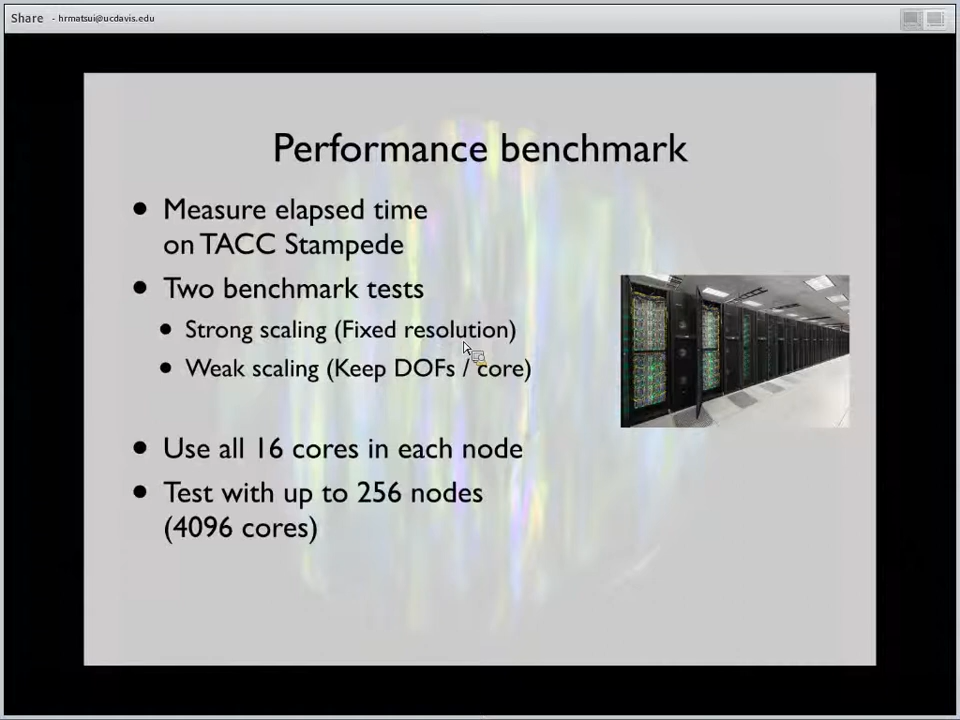 Share - hrmatsui@ucdavis.edu
Performance benchmark
• Measure elapsed time
on TACC Stampede
• Two benchmark tests
• Strong scaling (Fixed resolution)
• Weak scaling (Keep DOFs / core)
• Use all 16 cores in each node
• Test with up to 256 nodes
(4096 cores)